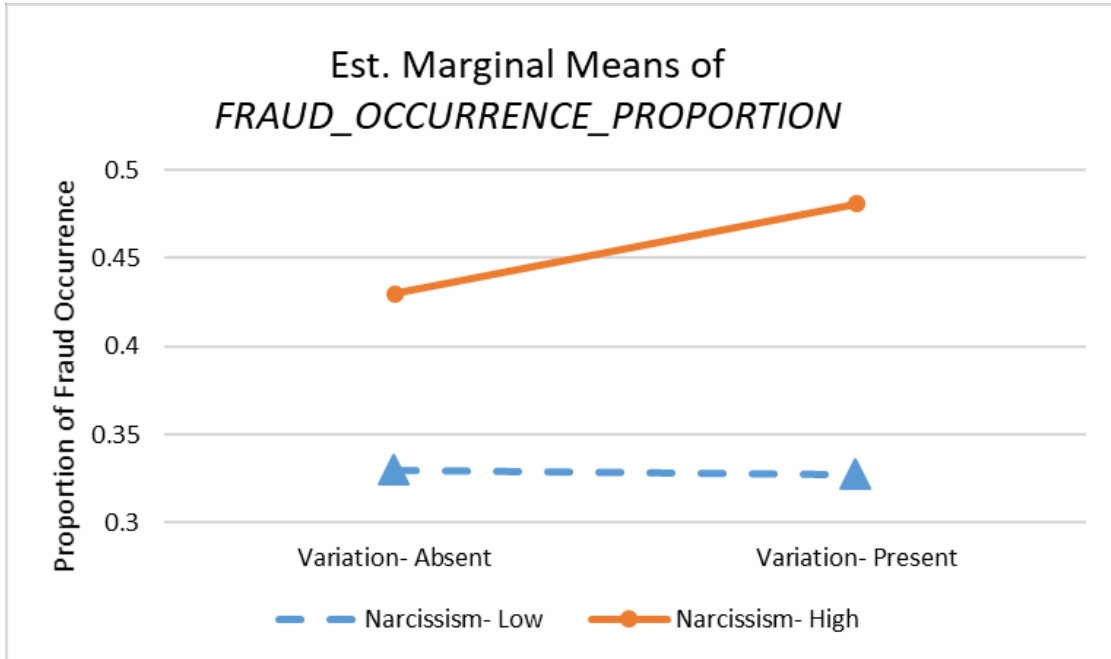 Est. Marginal Means of
FRAUD_OCCURRENCE_PROPORTION
Proportion of Fraud Occurrence
0.5
0.45
0.4
0.35
0.3
Variation- Absent
Variation- Present
Narcissism- Low
Narcissism- High